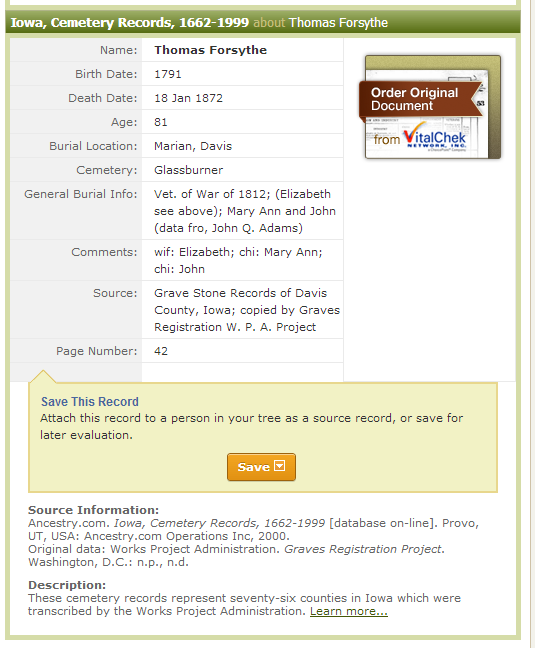 Iowa, Cemetery Records, 1662-1999 about Thomas Forsythe
Name: Thomas Forsythe
Birth Date: 1791
Death Date: 18 Jan 1872
Age: 81
Burial Location: Marian, Davis
Cemetery: Glassburner
General Burial Info: Vet. of War of 1812; (Elizabeth
see above); Mary Ann and John
(data fro, John Q. Adams)
Comments: wif: Elizabeth; chi: Mary Ann;
chi: John
Source: Grave Stone Records of Davis
County, Iowa; copied by Graves
Registration W. P. A. Project
Page Number: 42
Order Original
Document
53
from VitalChek
NETWORK, INC.
Save This Record
Attach this record to a person in your tree as a source record, or save for
later evaluation.
Save
Source Information:
Ancestry.com. Iowa, Cemetery Records, 1662-1999 [database on-line]. Provo,
UT, USA: Ancestry.com Operations Inc, 2000.
Original data: Works Project Administration. Graves Registration Project.
Washington, D.C.: n.p., n.d.
Description:
These cemetery records represent seventy-six counties in Iowa which were
transcribed by the Works Project Administration. Learn more...